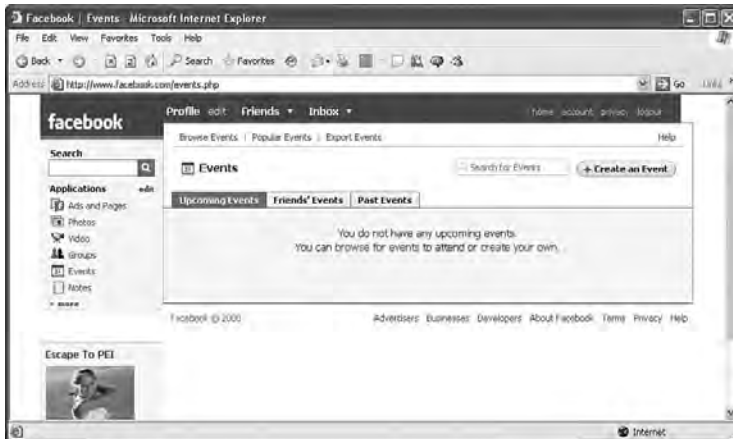 Facebook | Events - Microsoft Internet Explorer
File Edit View Favorites Tools Help
Back Search Favorites
Address http://www.facebook.com/events.php Go Links
facebook Profile edit Friends Inbox home account privacy logout
Browse Events | Popular Events | Export Events Help
Search
Events Search for Events + Create an Event
Applications edit
Upcoming Events Friends' Events Past Events
Ads and Pages
Photos
Video
Groups
Events
Notes
more
You do not have any upcoming events.
You can browse for events to attend or create your own.
Facebook © Advertisers Businesses Developers About Facebook Terms Privacy Help
Escape To PEI
Internet